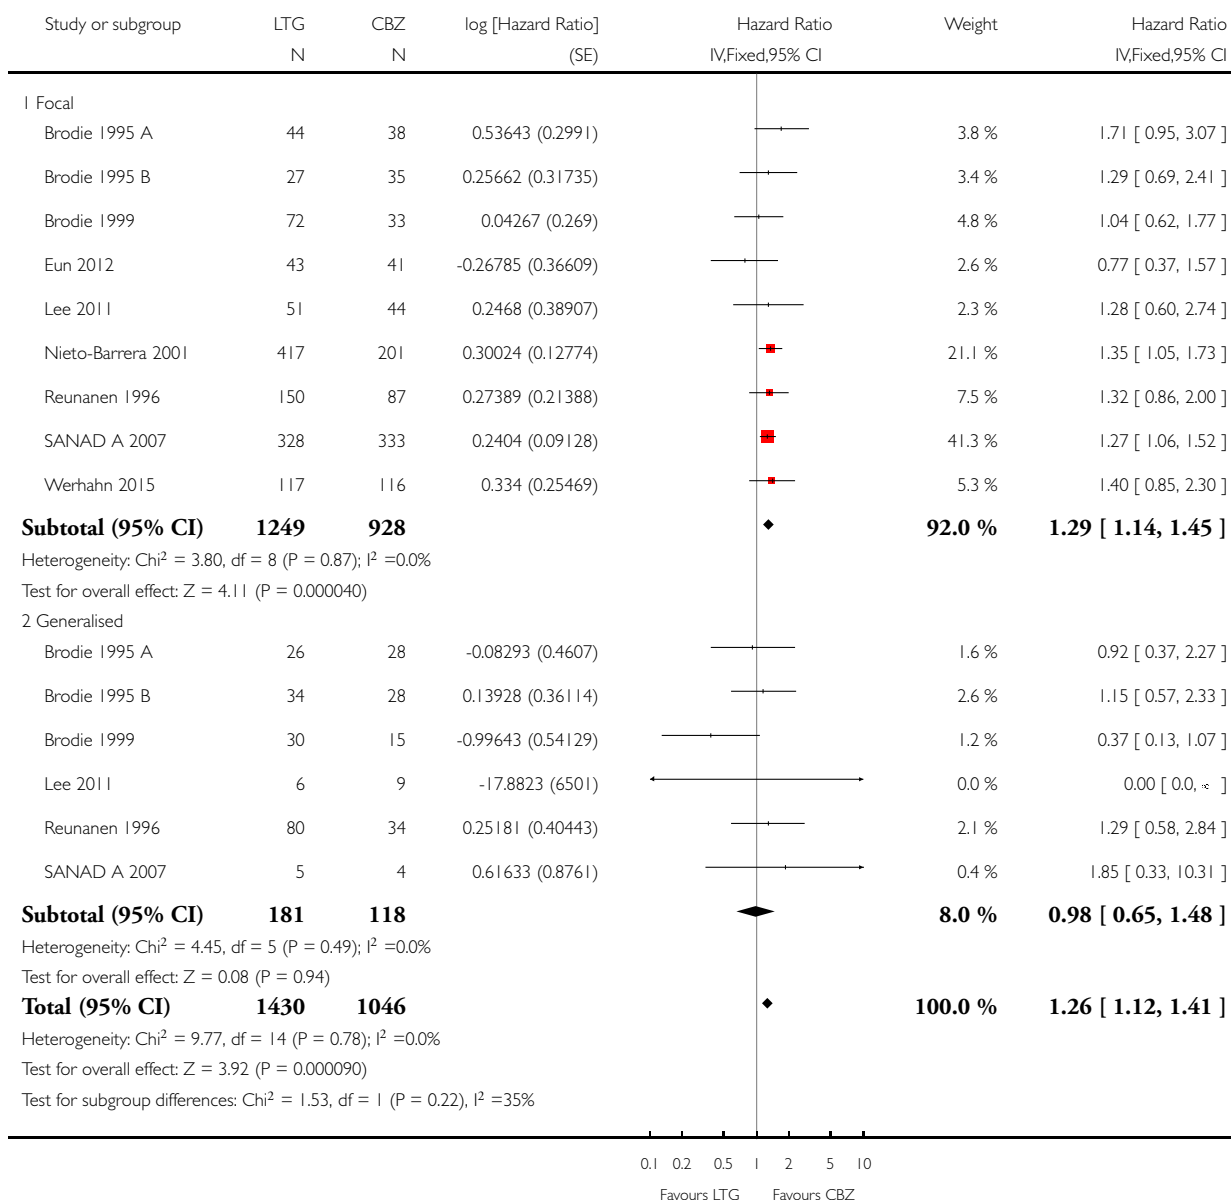 Study or subgroup LTG CBZ log [Hazard Ratio] Hazard Ratio Weight Hazard Ratio
N N (SE) IV,Fixed,95% CI IV,Fixed,95% CI
1 Focal
Brodie 1995 A 44 38 0.53643 (0.2991) 3.8 % 1.71 [ 0.95, 3.07 ]
Brodie 1995 B 27 35 0.25662 (0.31735) 3.4 % 1.29 [ 0.69, 2.41 ]
Brodie 1999 72 33 0.04267 (0.269) 4.8 % 1.04 [ 0.62, 1.77 ]
Eun 2012 43 41 -0.26785 (0.36609) 2.6 % 0.77 [ 0.37, 1.57 ]
Lee 2011 51 44 0.2468 (0.38907) 2.3 % 1.28 [ 0.60, 2.74 ]
Nieto-Barrera 2001 417 201 0.30024 (0.12774) 21.1 % 1.35 [ 1.05, 1.73 ]
Reunanen 1996 150 87 0.27389 (0.21388) 7.5 % 1.32 [ 0.86, 2.00 ]
SANAD A 2007 328 333 0.2404 (0.09128) 41.3 % 1.27 [ 1.06, 1.52 ]
Werhahn 2015 117 116 0.334 (0.25469) 5.3 % 1.40 [ 0.85, 2.30 ]
Subtotal (95% CI) 1249 928 92.0 % 1.29 [ 1.14, 1.45 ]
Heterogeneity: Chi² = 3.80, df = 8 (P = 0.87); I² =0.0%
Test for overall effect: Z = 4.11 (P = 0.000040)
2 Generalised
Brodie 1995 A 26 28 -0.08293 (0.4607) 1.6 % 0.92 [ 0.37, 2.27 ]
Brodie 1995 B 34 28 0.13928 (0.36114) 2.6 % 1.15 [ 0.57, 2.33 ]
Brodie 1999 30 15 -0.99643 (0.54129) 1.2 % 0.37 [ 0.13, 1.07 ]
Lee 2011 6 9 -17.8823 (6501) 0.0 % 0.00 [ 0.0, ]
Reunanen 1996 80 34 0.25181 (0.40443) 2.1 % 1.29 [ 0.58, 2.84 ]
SANAD A 2007 5 4 0.61633 (0.8761) 0.4 % 1.85 [ 0.33, 10.31 ]
Subtotal (95% CI) 181 118 8.0 % 0.98 [ 0.65, 1.48 ]
Heterogeneity: Chi² = 4.45, df = 5 (P = 0.49); I² =0.0%
Test for overall effect: Z = 0.08 (P = 0.94)
Total (95% CI) 1430 1046 100.0 % 1.26 [ 1.12, 1.41 ]
Heterogeneity: Chi² = 9.77, df = 14 (P = 0.78); I² =0.0%
Test for overall effect: Z = 3.92 (P = 0.000090)
Test for subgroup differences: Chi² = 1.53, df = 1 (P = 0.22), I² =35%
0.1 0.2 0.5 1 2 5 10
Favours LTG Favours CBZ